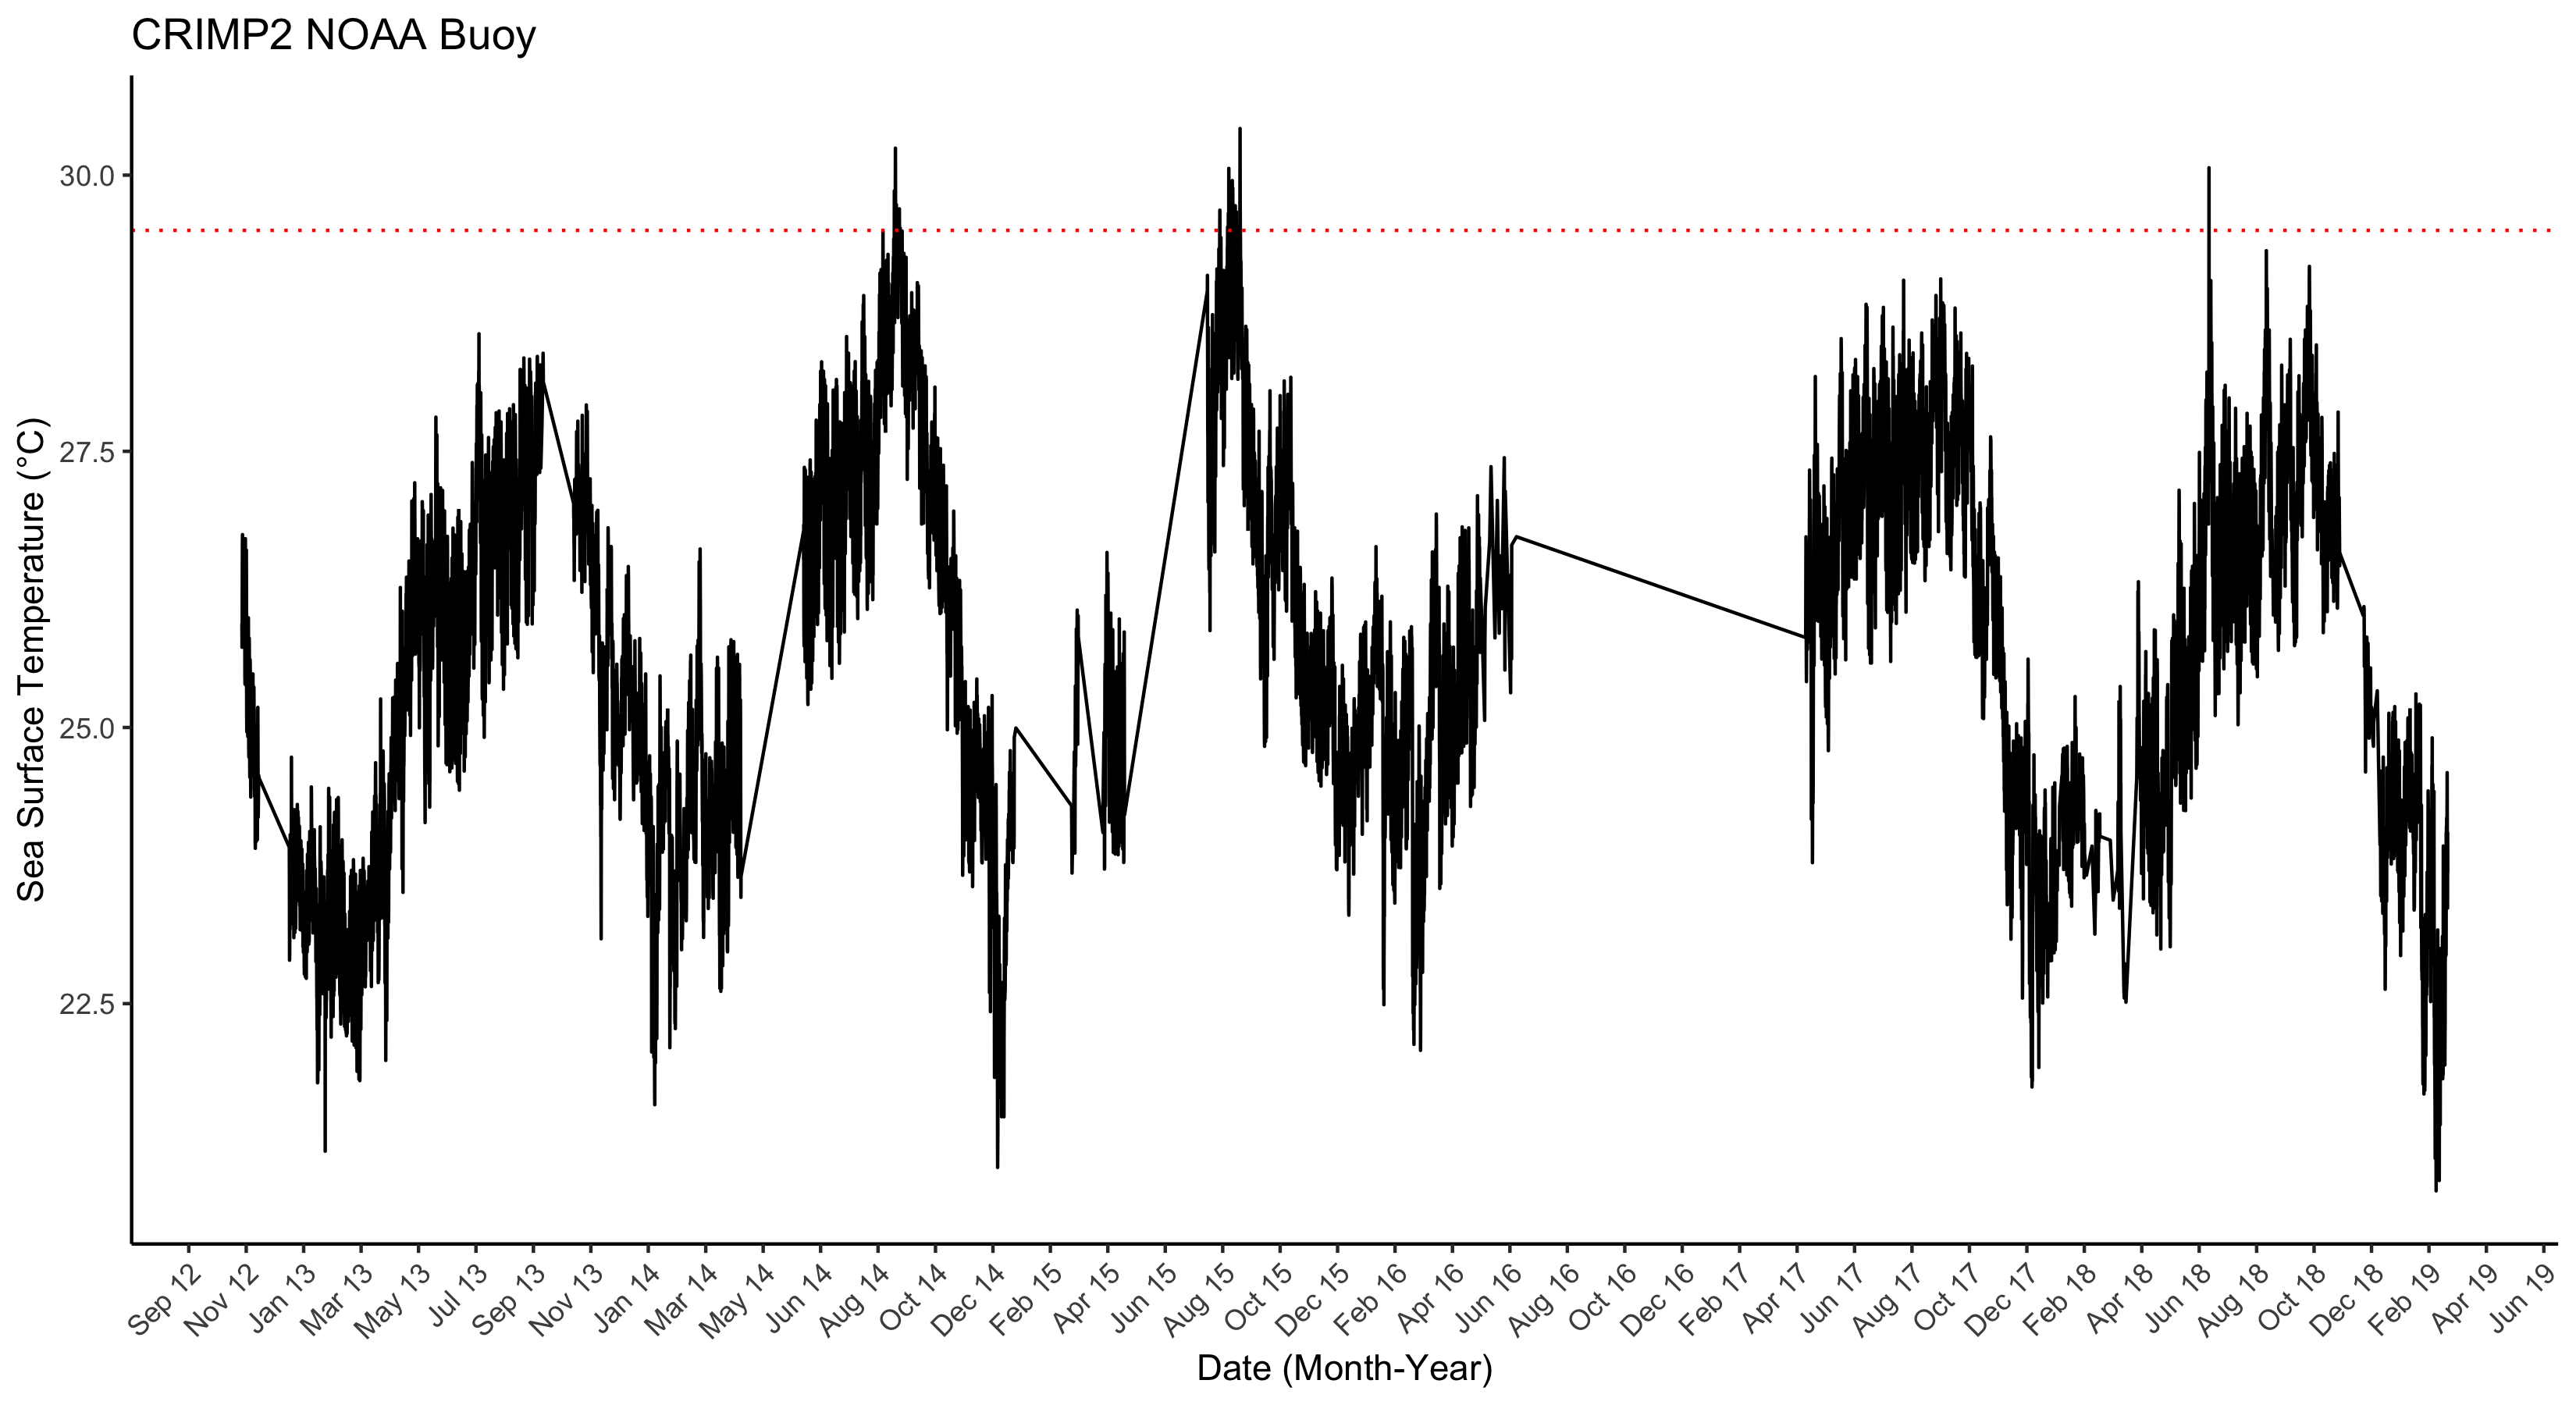 CRIMP2 NOAA Buoy
Sea Surface Temperature (°C)
30.0
27.5
25.0
22.5
Sep 12
Nov 12
Jan 13
Mar 13
May 13
Jul 13
Sep 13
Nov 13
Jan 14
Mar 14
May 14
Jun 14
Aug 14
Oct 14
Dec 14
Feb 15
Apr 15
Jun 15
Aug 15
Oct 15
Dec 15
Feb 16
Apr 16
Jun 16
Aug 16
Oct 16
Dec 16
Feb 17
Apr 17
Jun 17
Aug 17
Oct 17
Dec 17
Feb 18
Apr 18
Jun 18
Aug 18
Oct 18
Dec 18
Feb 19
Apr 19
Jun 19
Date (Month-Year)